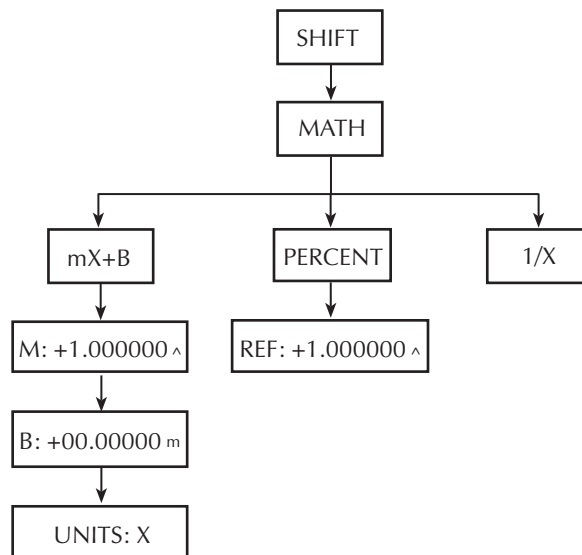 SHIFT
MATH
mX+B
PERCENT
1/X
M: +1.000000 ^
REF: +1.000000 ^
B: +00.00000 m
UNITS: X